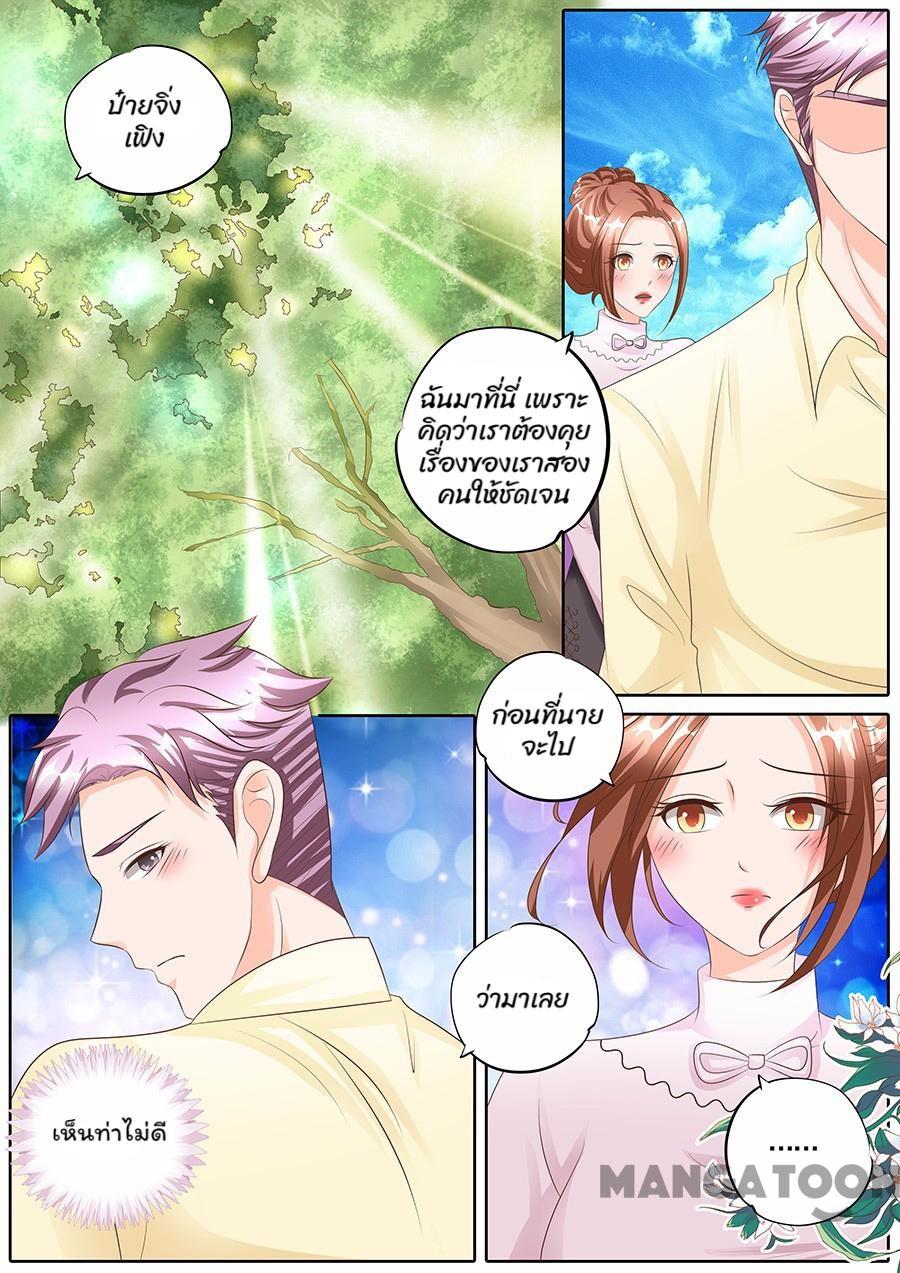 ป๋ายจิ่ง
เฟิง
ฉันมาที่นี่ เพราะ
คิดว่าเราต้องคุย
เรื่องของเราสอง
คนให้ชัดเจน
ก่อนที่นาย
จะไป
ว่ามาเลย
เห็นท่าไม่ดี
......
MANGATOON